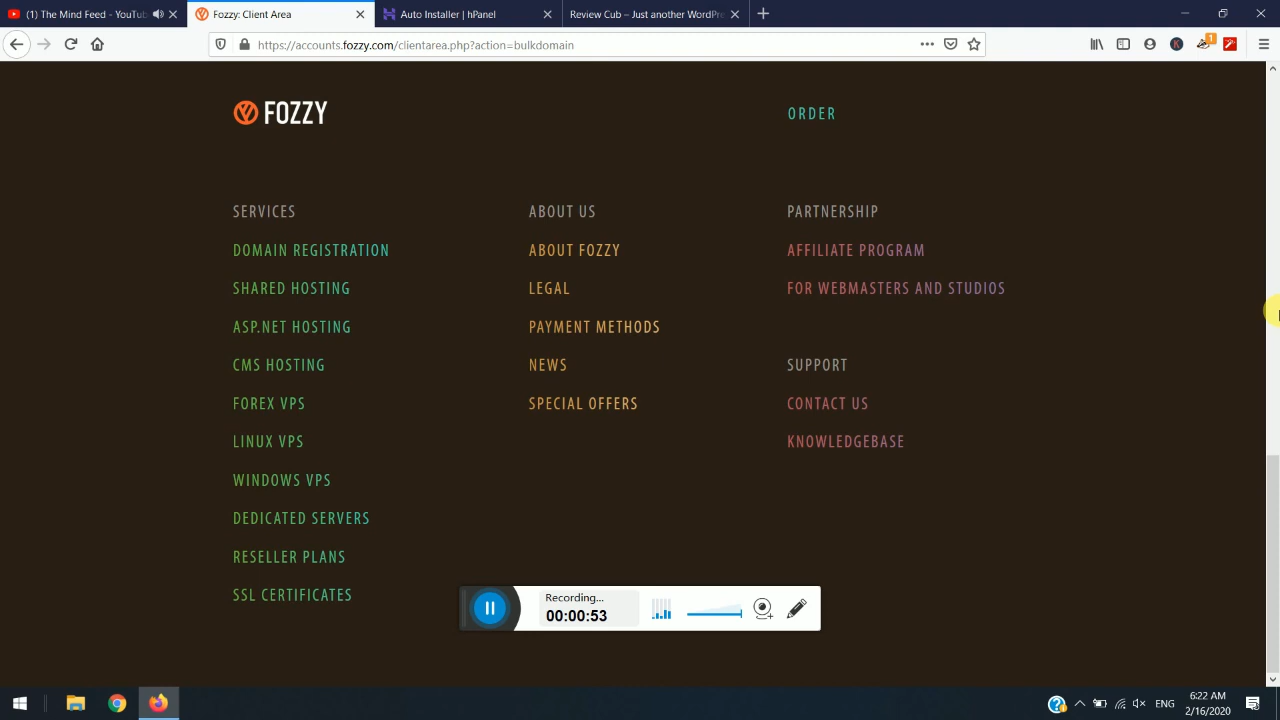 (1) The Mind Feed - YouTub
Fozzy: Client Area
Auto Installer | hPanel
Review Cub – Just another WordPre
https://accounts.fozzy.com/clientarea.php?action=bulkdomain
1
FOZZY
ORDER
SERVICES
ABOUT US
PARTNERSHIP
DOMAIN REGISTRATION
ABOUT FOZZY
AFFILIATE PROGRAM
SHARED HOSTING
LEGAL
FOR WEBMASTERS AND STUDIOS
ASP.NET HOSTING
PAYMENT METHODS
CMS HOSTING
NEWS
SUPPORT
FOREX VPS
SPECIAL OFFERS
CONTACT US
LINUX VPS
KNOWLEDGEBASE
WINDOWS VPS
DEDICATED SERVERS
RESELLER PLANS
SSL CERTIFICATES
Recording...
00:00:53
ENG
6:22 AM
2/16/2020